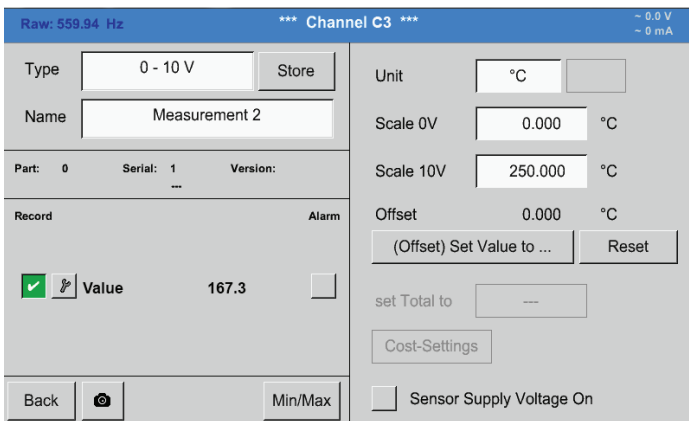 Raw: 559.94 Hz
*** Channel C3 ***
~ 0.0 V
~ 0 mA
Type
0 - 10 V
Store
Name
Measurement 2
Part: 0 Serial: 1 Version:
---
Record
Alarm
Value 167.3
Back
Min/Max
Unit
°C
Scale 0V
0.000
°C
Scale 10V
250.000
°C
Offset
0.000
°C
(Offset) Set Value to ...
Reset
set Total to
---
Cost-Settings
Sensor Supply Voltage On